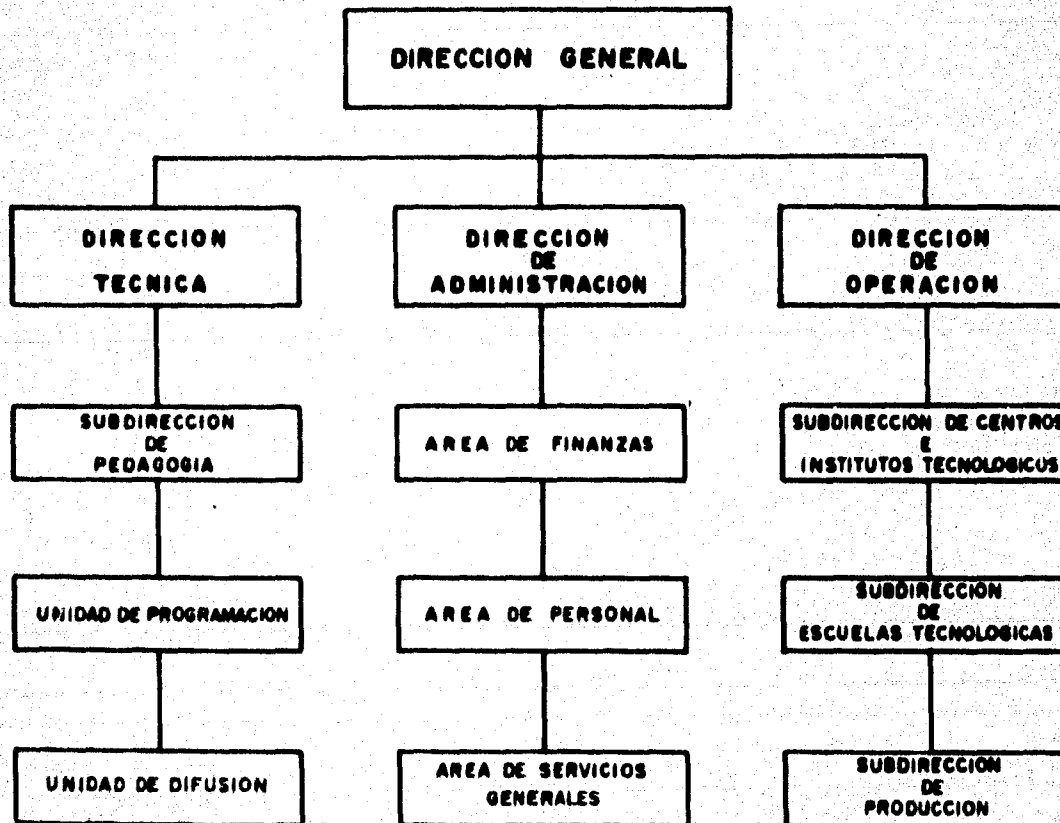 DIRECCION GENERAL
DIRECCION
TECNICA
DIRECCION
DE
ADMINISTRACION
DIRECCION
DE
OPERACION
SUBDIRECCION
DE
PEDAGOGIA
AREA DE FINANZAS
SUBDIRECCION DE CENTROS
E
INSTITUTOS TECNOLOGICOS
UNIDAD DE PROGRAMACION
AREA DE PERSONAL
SUBDIRECCION
DE
ESCUELAS TECNOLOGICAS
UNIDAD DE DIFUSION
AREA DE SERVICIOS
GENERALES
SUBDIRECCION
DE
PRODUCCION